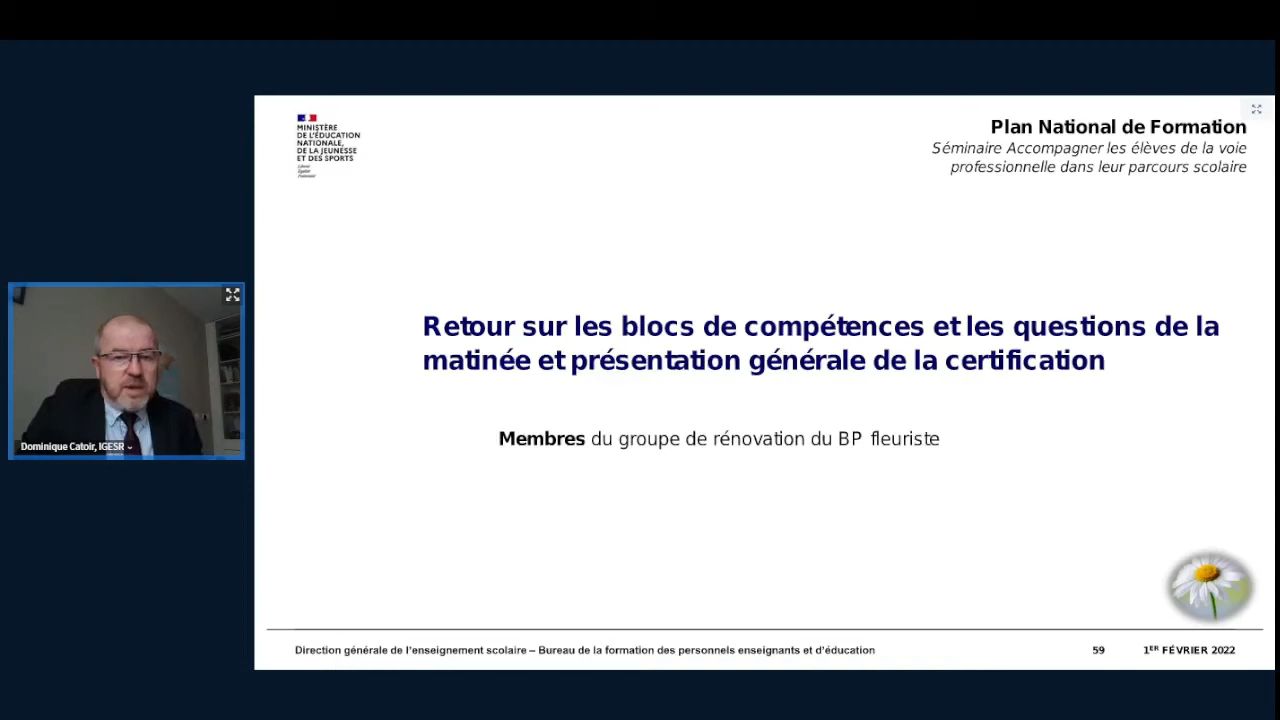 MINISTÈRE
DE L'ÉDUCATION
NATIONALE,
DE LA JEUNESSE
ET DES SPORTS
Liberté
Égalité
Fraternité
Plan National de Formation
Séminaire Accompagner les élèves de la voie
professionnelle dans leur parcours scolaire
Retour sur les blocs de compétences et les questions de la
matinée et présentation générale de la certification
Membres du groupe de rénovation du BP fleuriste
Dominique Catoir, IGESR
Direction générale de l'enseignement scolaire – Bureau de la formation des personnels enseignants et d'éducation
59
1ER FÉVRIER 2022